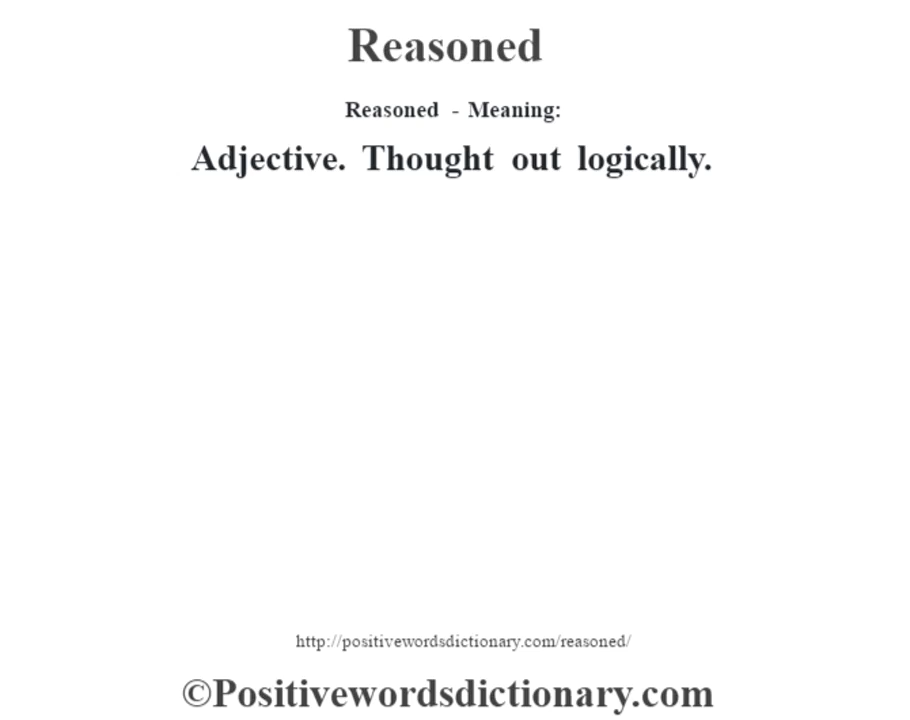 Reasoned
Reasoned - Meaning:
Adjective. Thought out logically.
http://positivewordsdictionary.com/reasoned/
©Positivewordsdictionary.com